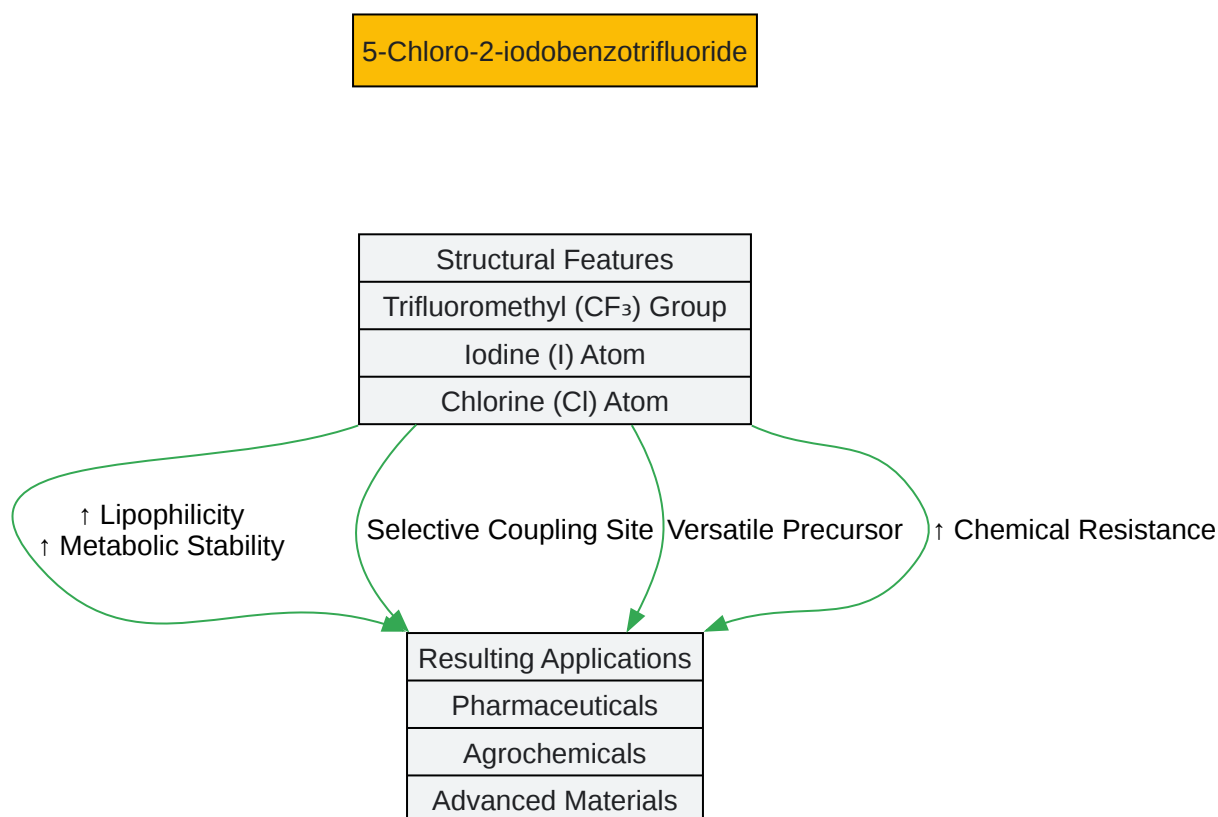 5-Chloro-2-iodobenzotrifluoride
Structural Features
Trifluoromethyl (CF₃) Group
Iodine (I) Atom
Chlorine (Cl) Atom
↑ Lipophilicity
↑ Metabolic Stability
Selective Coupling Site
Versatile Precursor
↑ Chemical Resistance
Resulting Applications
Pharmaceuticals
Agrochemicals
Advanced Materials